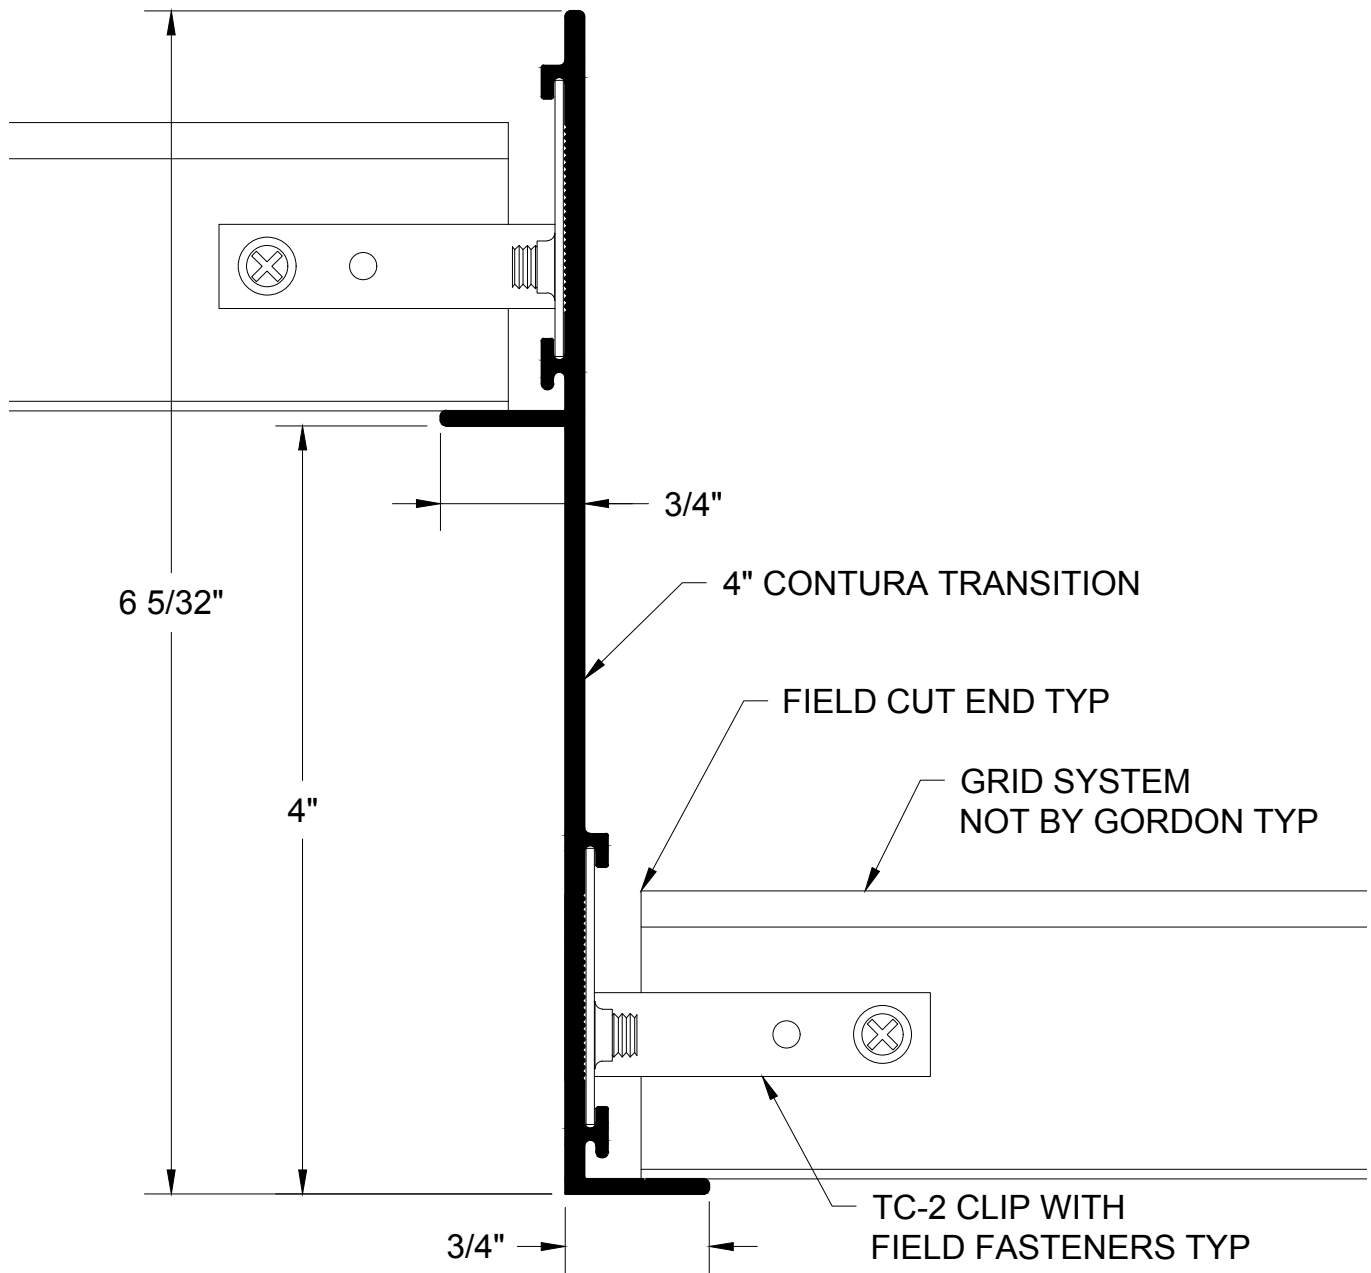 3/4"
4" CONTURA TRANSITION
6 5/32"
FIELD CUT END TYP
GRID SYSTEM
NOT BY GORDON TYP
4"
TC-2 CLIP WITH
FIELD FASTENERS TYP
3/4"